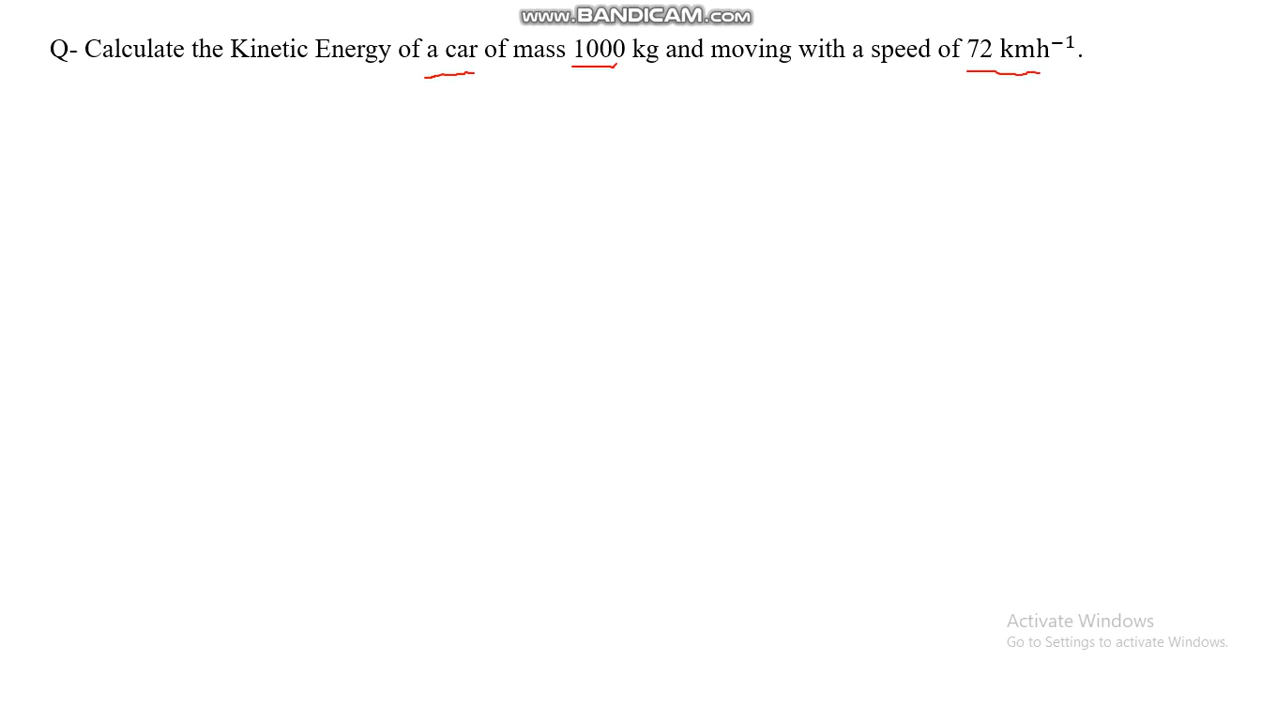 www.BANDICAM.com
Q- Calculate the Kinetic Energy of a car of mass 1000 kg and moving with a speed of 72 kmh⁻¹.
Activate Windows
Go to Settings to activate Windows.